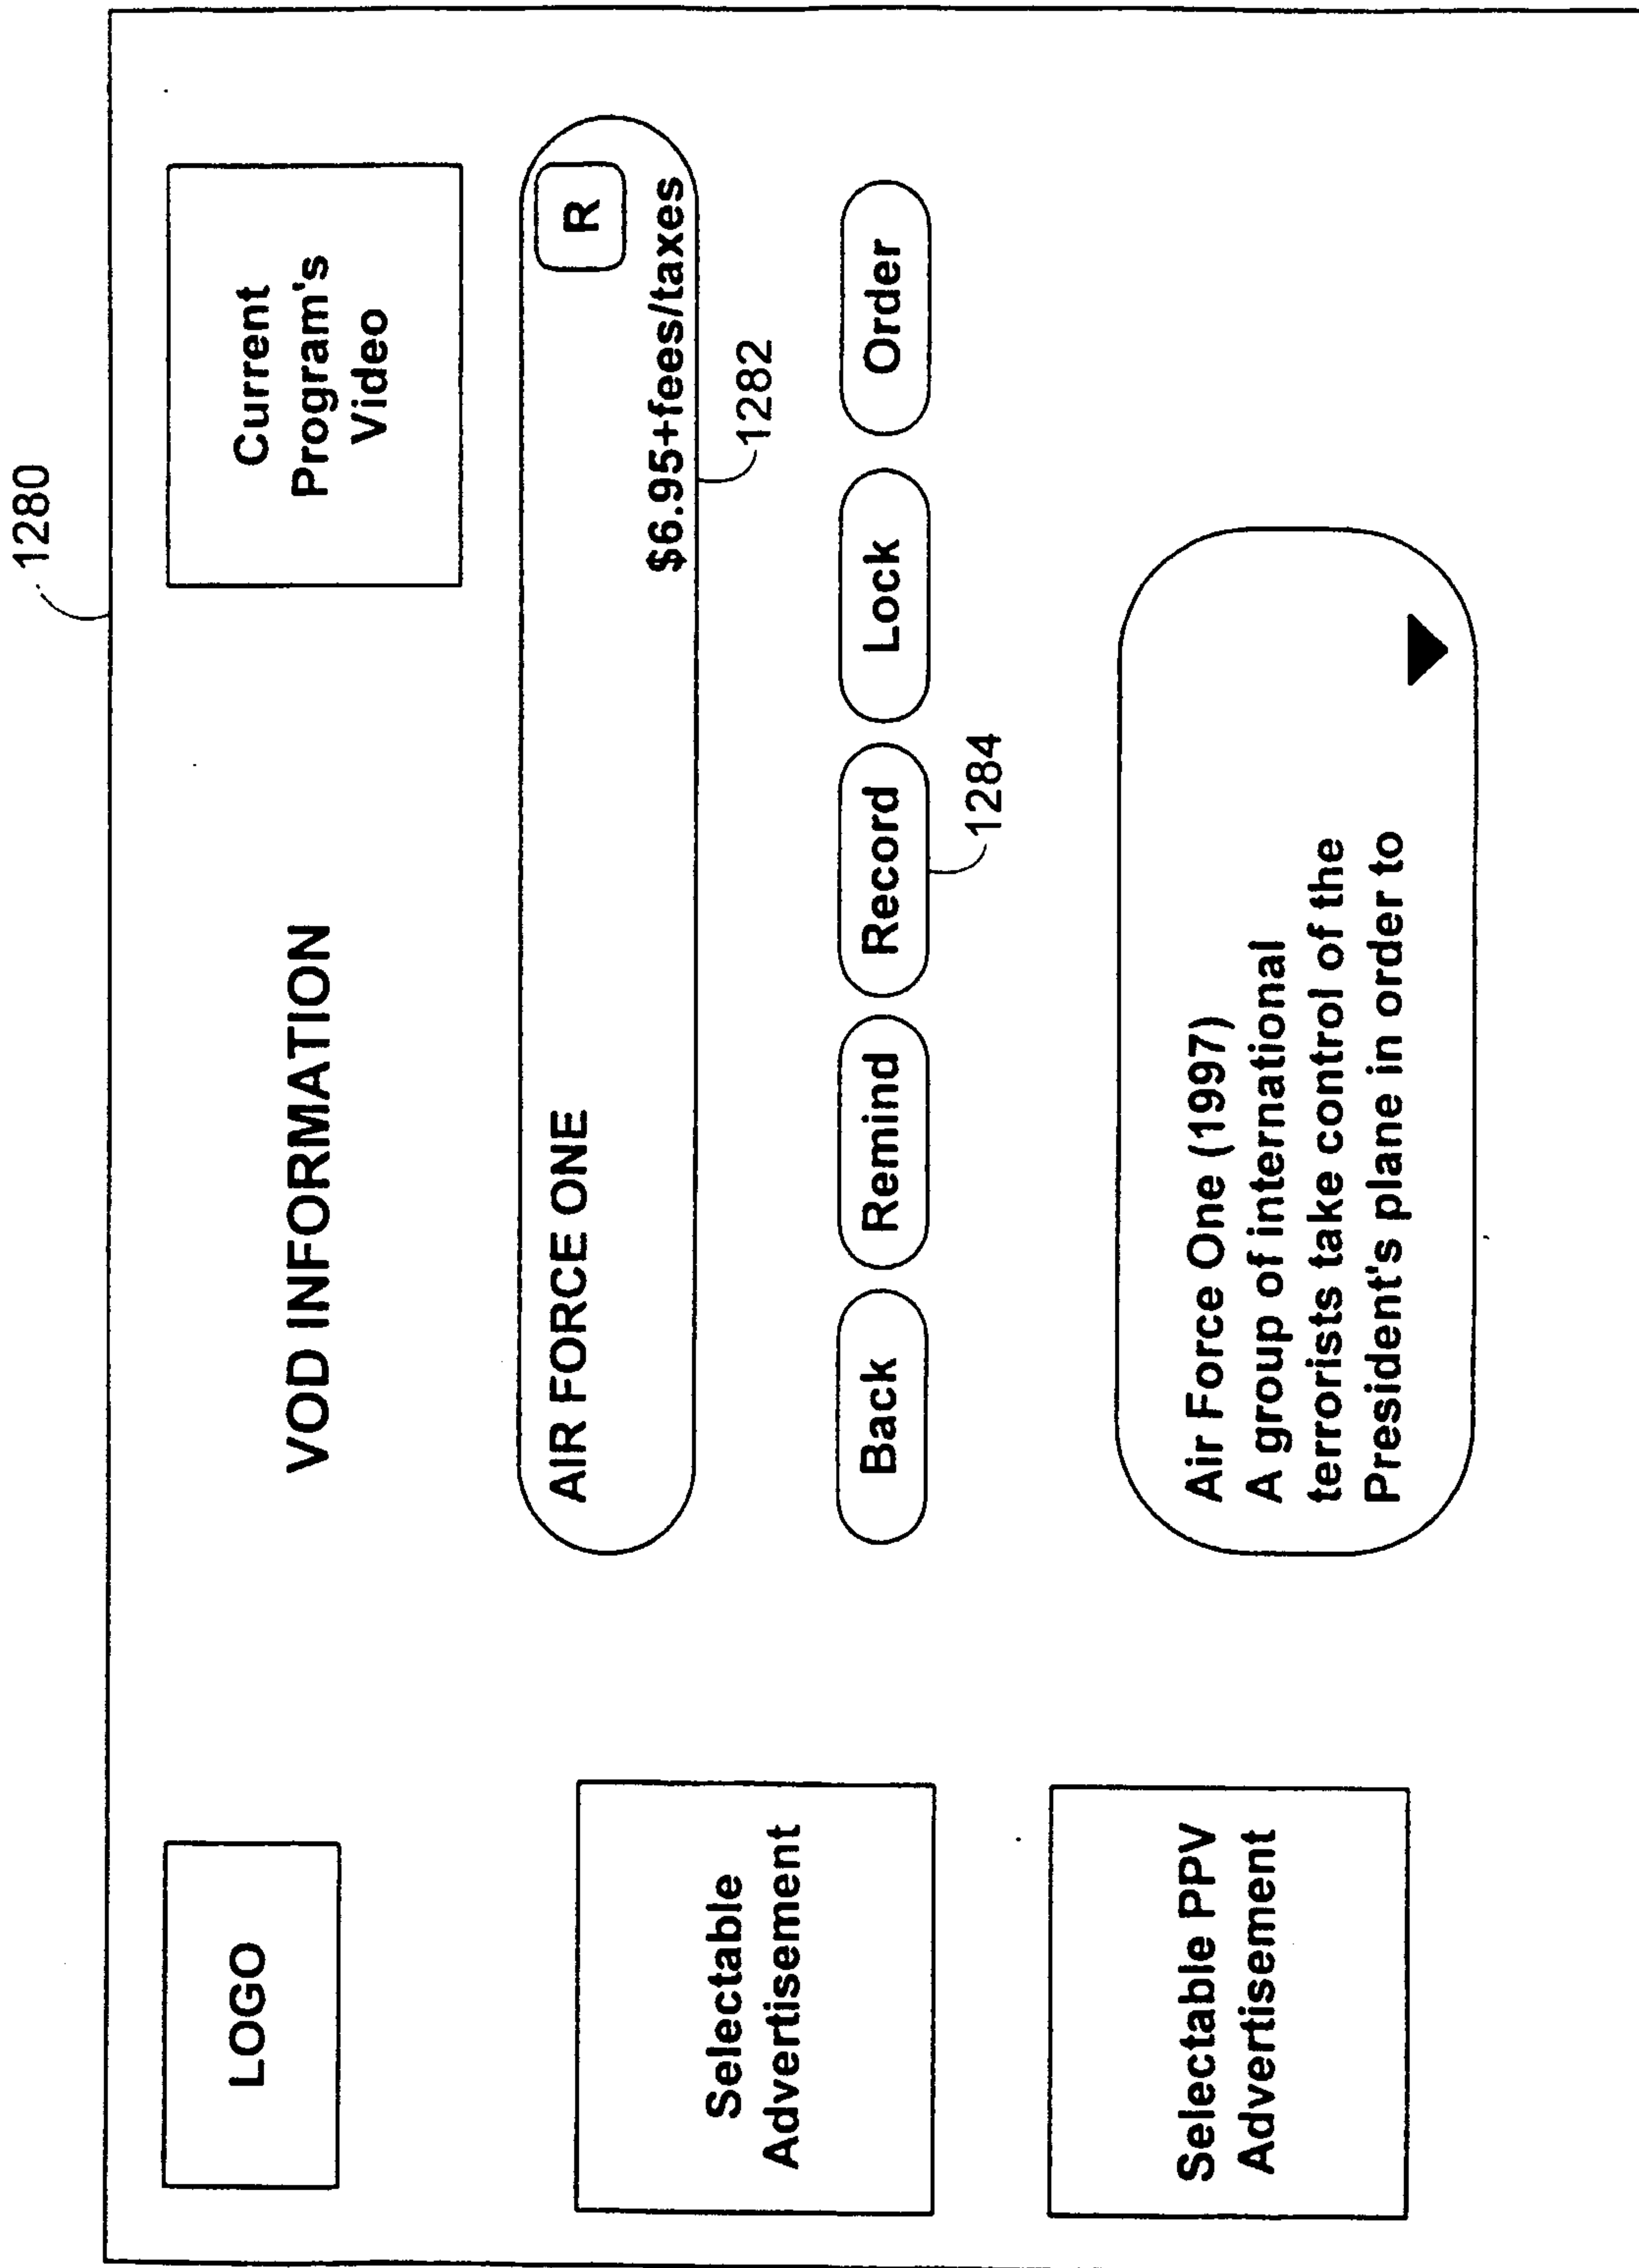 1280
LOGO
VOD INFORMATION
Current
Program's
Video
AIR FORCE ONE
R
$6.95+fees/taxes
1282
Selectable
Advertisement
Back
Remind
Record
Lock
Order
1284
Selectable PPV
Advertisement
Air Force One (1997)
A group of international
terrorists take control of the
President's plane in order to